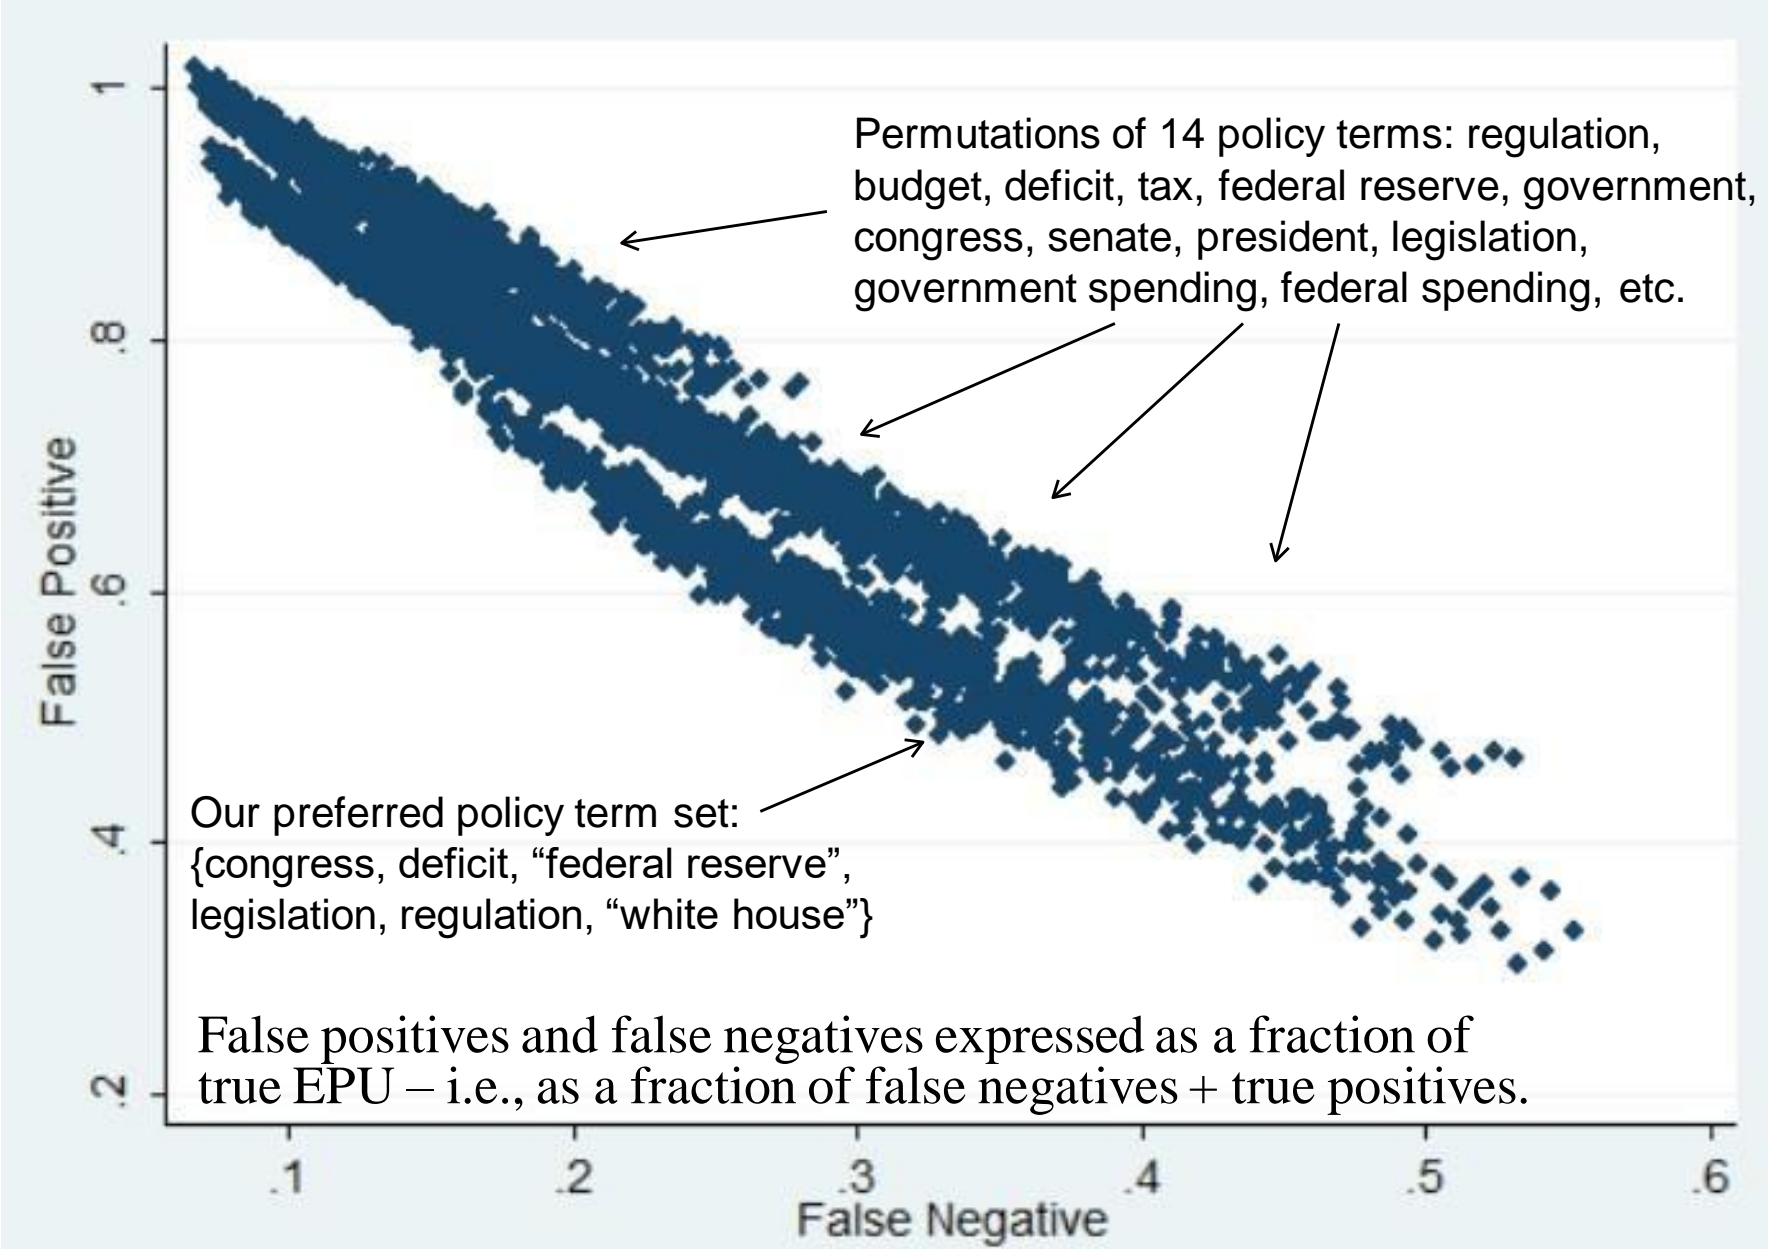 1
.8
.6
.4
.2
False Positive
Permutations of 14 policy terms: regulation,
budget, deficit, tax, federal reserve, government,
congress, senate, president, legislation,
government spending, federal spending, etc.
Our preferred policy term set:
{congress, deficit, “federal reserve”,
legislation, regulation, “white house”}
False positives and false negatives expressed as a fraction of
true EPU – i.e., as a fraction of false negatives + true positives.
.1 .2 .3 .4 .5 .6
False Negative